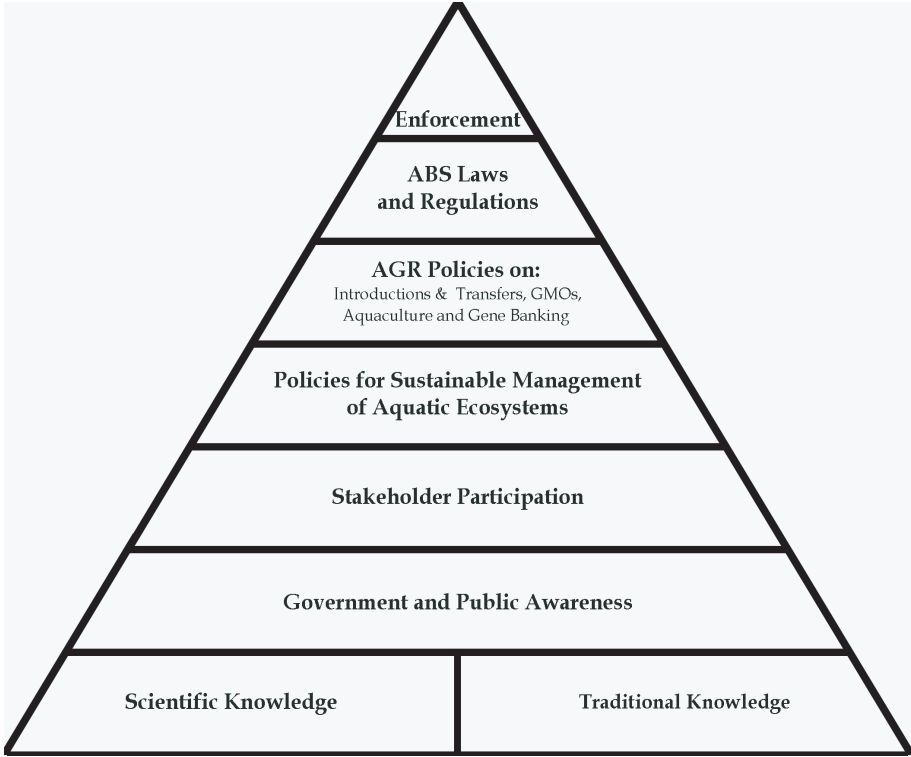 Enforcement
ABS Laws
and Regulations
AGR Policies on:
Introductions & Transfers, GMOs,
Aquaculture and Gene Banking
Policies for Sustainable Management
of Aquatic Ecosystems
Stakeholder Participation
Government and Public Awareness
Scientific Knowledge
Traditional Knowledge